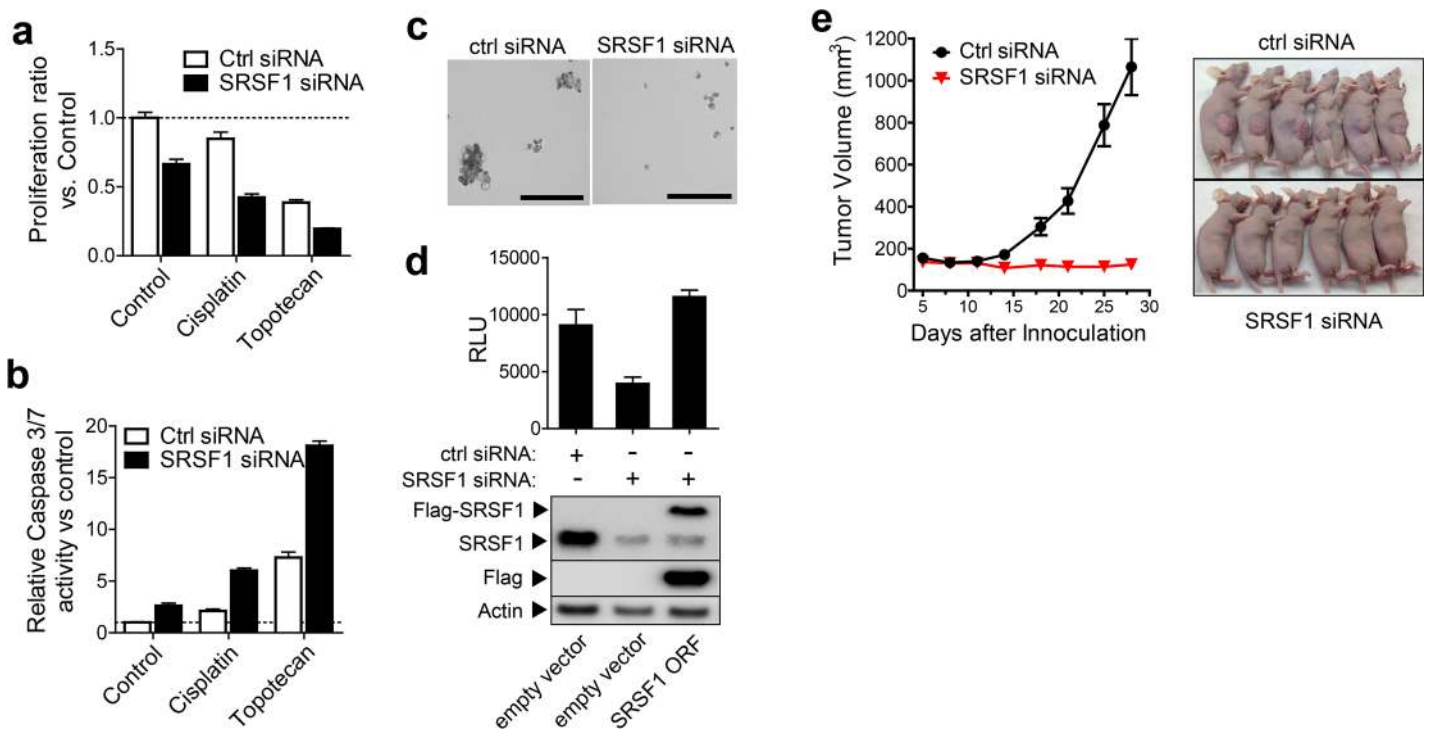 a
Proliferation ratio
vs. Control
1.5
1.0
0.5
0.0
Ctrl siRNA
SRSF1 siRNA
Control
Cisplatin
Topotecan
b
Relative Caspase 3/7
activity vs control
20
15
10
5
0
Ctrl siRNA
SRSF1 siRNA
Control
Cisplatin
Topotecan
c
ctrl siRNA
SRSF1 siRNA
d
RLU
15000
10000
5000
0
ctrl siRNA: + - -
SRSF1 siRNA: - + +
Flag-SRSF1
SRSF1
Flag
Actin
empty vector
empty vector
SRSF1 ORF
e
Tumor Volume (mm³)
1200
1000
800
600
400
200
0
Ctrl siRNA
SRSF1 siRNA
5 10 15 20 25 30
Days after Innoculation
ctrl siRNA
SRSF1 siRNA